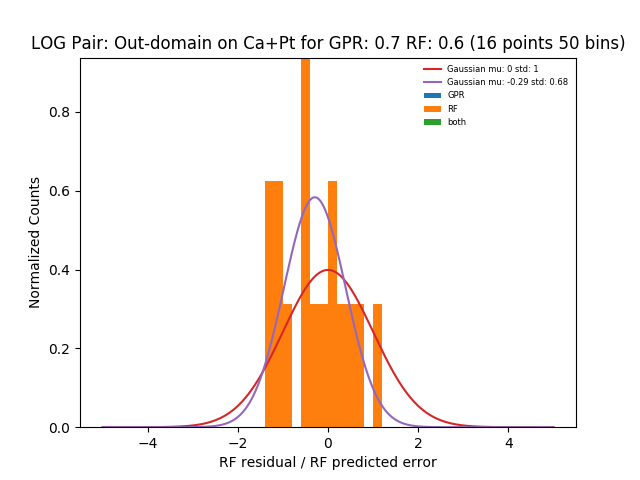 LOG Pair: Out-domain on Ca+Pt for GPR: 0.7 RF: 0.6 (16 points 50 bins)
Gaussian mu: 0 std: 1
Gaussian mu: -0.29 std: 0.68
GPR
RF
both
Normalized Counts
0.8
0.6
0.4
0.2
0.0
−4
−2
0
2
4
RF residual / RF predicted error